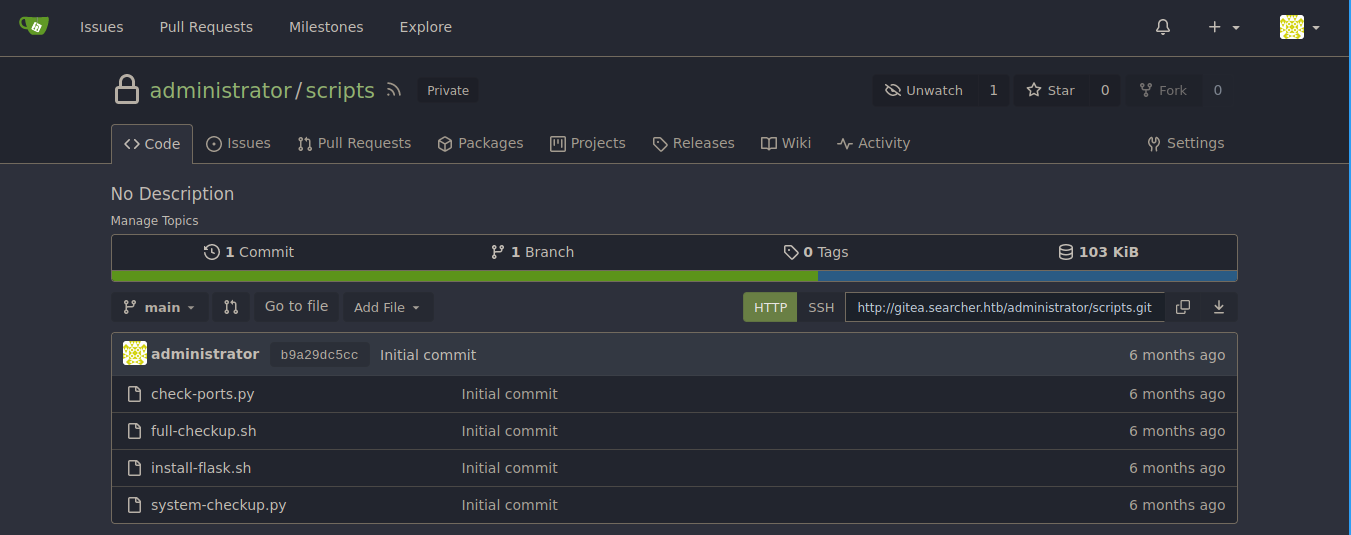 Issues Pull Requests Milestones Explore
administrator/scripts Private Unwatch 1 Star 0 Fork 0
Code Issues Pull Requests Packages Projects Releases Wiki Activity Settings
No Description
Manage Topics
1 Commit 1 Branch 0 Tags 103 KiB
main Go to file Add File HTTP SSH http://gitea.searcher.htb/administrator/scripts.git
administrator b9a29dc5cc Initial commit 6 months ago
check-ports.py Initial commit 6 months ago
full-checkup.sh Initial commit 6 months ago
install-flask.sh Initial commit 6 months ago
system-checkup.py Initial commit 6 months ago